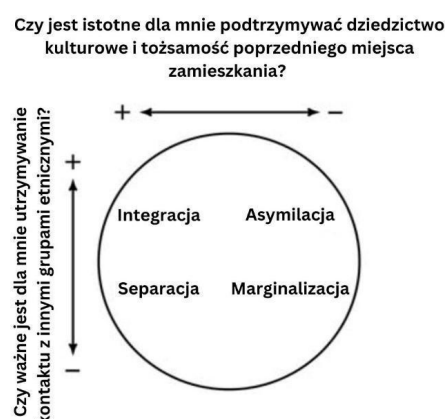 Czy jest istotne dla mnie podtrzymywać dziedzictwo
kulturowe i tożsamość poprzedniego miejsca
zamieszkania?
+ −
Czy ważne jest dla mnie utrzymywanie
kontaktu z innymi grupami etnicznymi?
+
−
Integracja Asymilacja
Separacja Marginalizacja